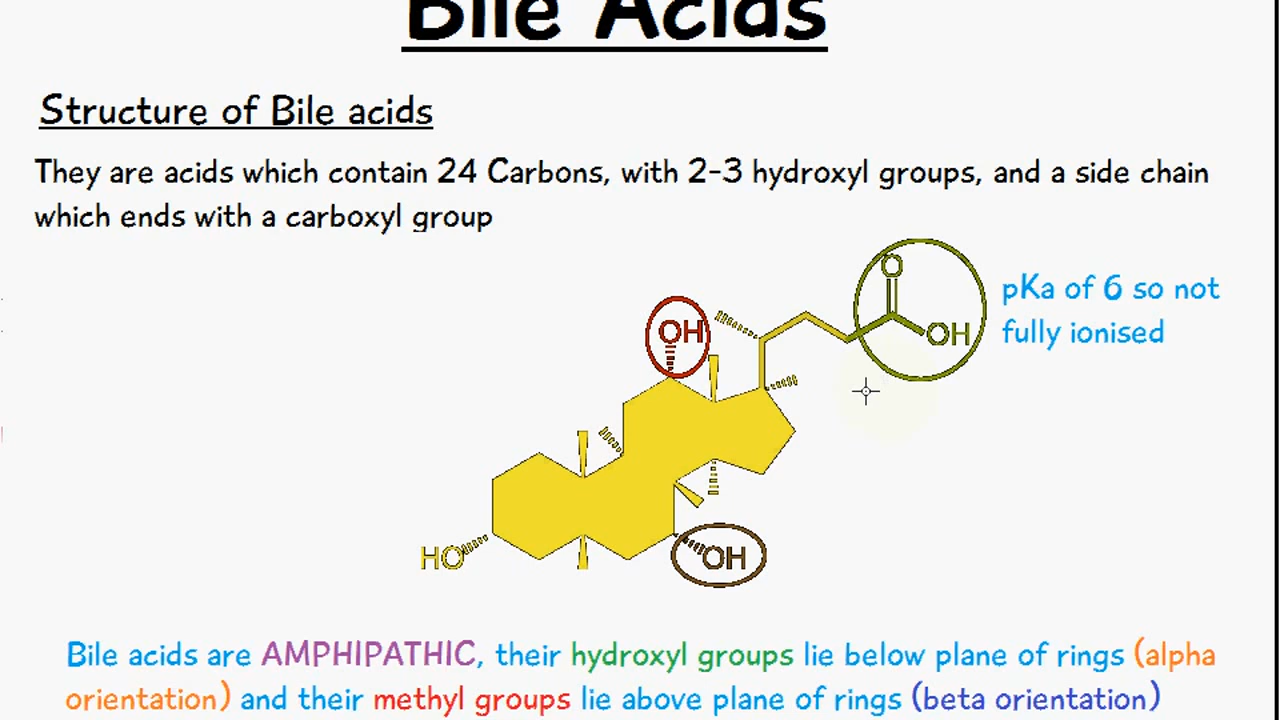 Bile Acids
Structure of Bile acids
They are acids which contain 24 Carbons, with 2-3 hydroxyl groups, and a side chain
which ends with a carboxyl group
O
pKa of 6 so not
OH
OH
fully ionised
HO
OH
Bile acids are AMPHIPATHIC, their hydroxyl groups lie below plane of rings (alpha
orientation) and their methyl groups lie above plane of rings (beta orientation)